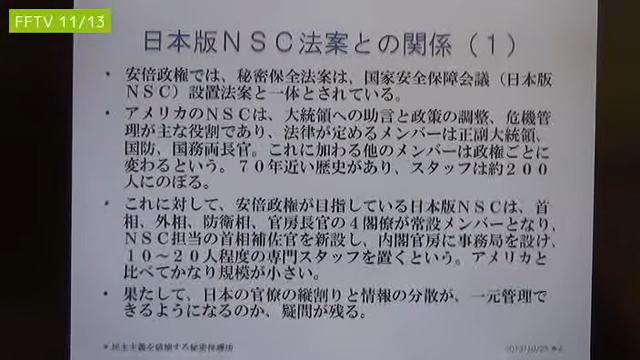 FFTV 11/13
日本版ＮＳＣ法案との関係（１）
• 安倍政権では、秘密保全法案は、国家安全保障会議（日本版
ＮＳＣ）設置法案と一体とされている。
• アメリカのＮＳＣは、大統領への助言と政策の調整、危機管
理が主な役割であり、法律が定めるメンバーは正副大統領、
国防、国務両長官。これに加わる他のメンバーは政権ごとに
変わるという。７０年近い歴史があり、スタッフは約２００
人にのぼる。
• これに対して、安倍政権が目指している日本版ＮＳＣは、首
相、外相、防衛相、官房長官の４閣僚が常設メンバーとなり、
ＮＳＣ担当の首相補佐官を新設し、内閣官房に事務局を設け、
１０～２０人程度の専門スタッフを置くという。アメリカと
比べてかなり規模が小さい。
• 果たして、日本の官僚の縦割りと情報の分散が、一元管理で
きるようになるのか、疑問が残る。
＊民主主義を破壊する秘密保護法